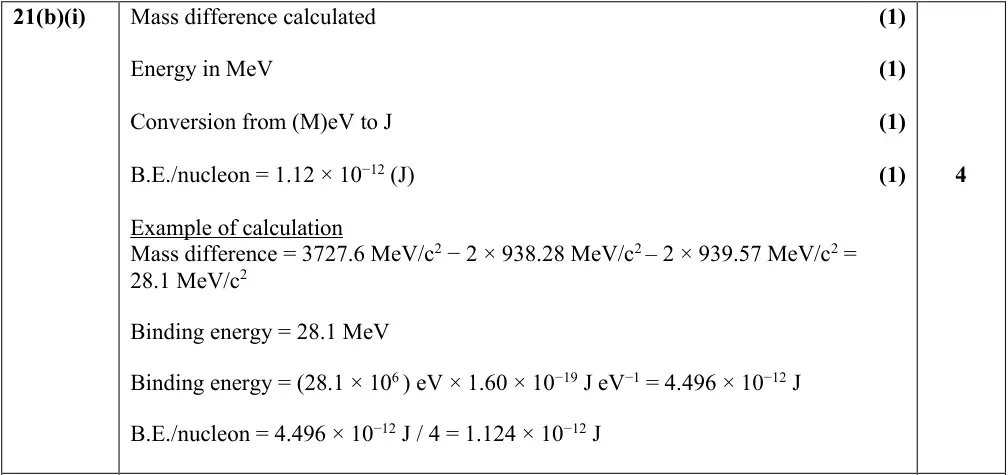 21(b)(i) Mass difference calculated (1)
Energy in MeV (1)
Conversion from (M)eV to J (1)
B.E./nucleon = 1.12 × 10⁻¹² (J) (1) 4
Example of calculation
Mass difference = 3727.6 MeV/c² − 2 × 938.28 MeV/c² – 2 × 939.57 MeV/c² =
28.1 MeV/c²
Binding energy = 28.1 MeV
Binding energy = (28.1 × 10⁶ ) eV × 1.60 × 10⁻¹⁹ J eV⁻¹ = 4.496 × 10⁻¹² J
B.E./nucleon = 4.496 × 10⁻¹² J / 4 = 1.124 × 10⁻¹² J